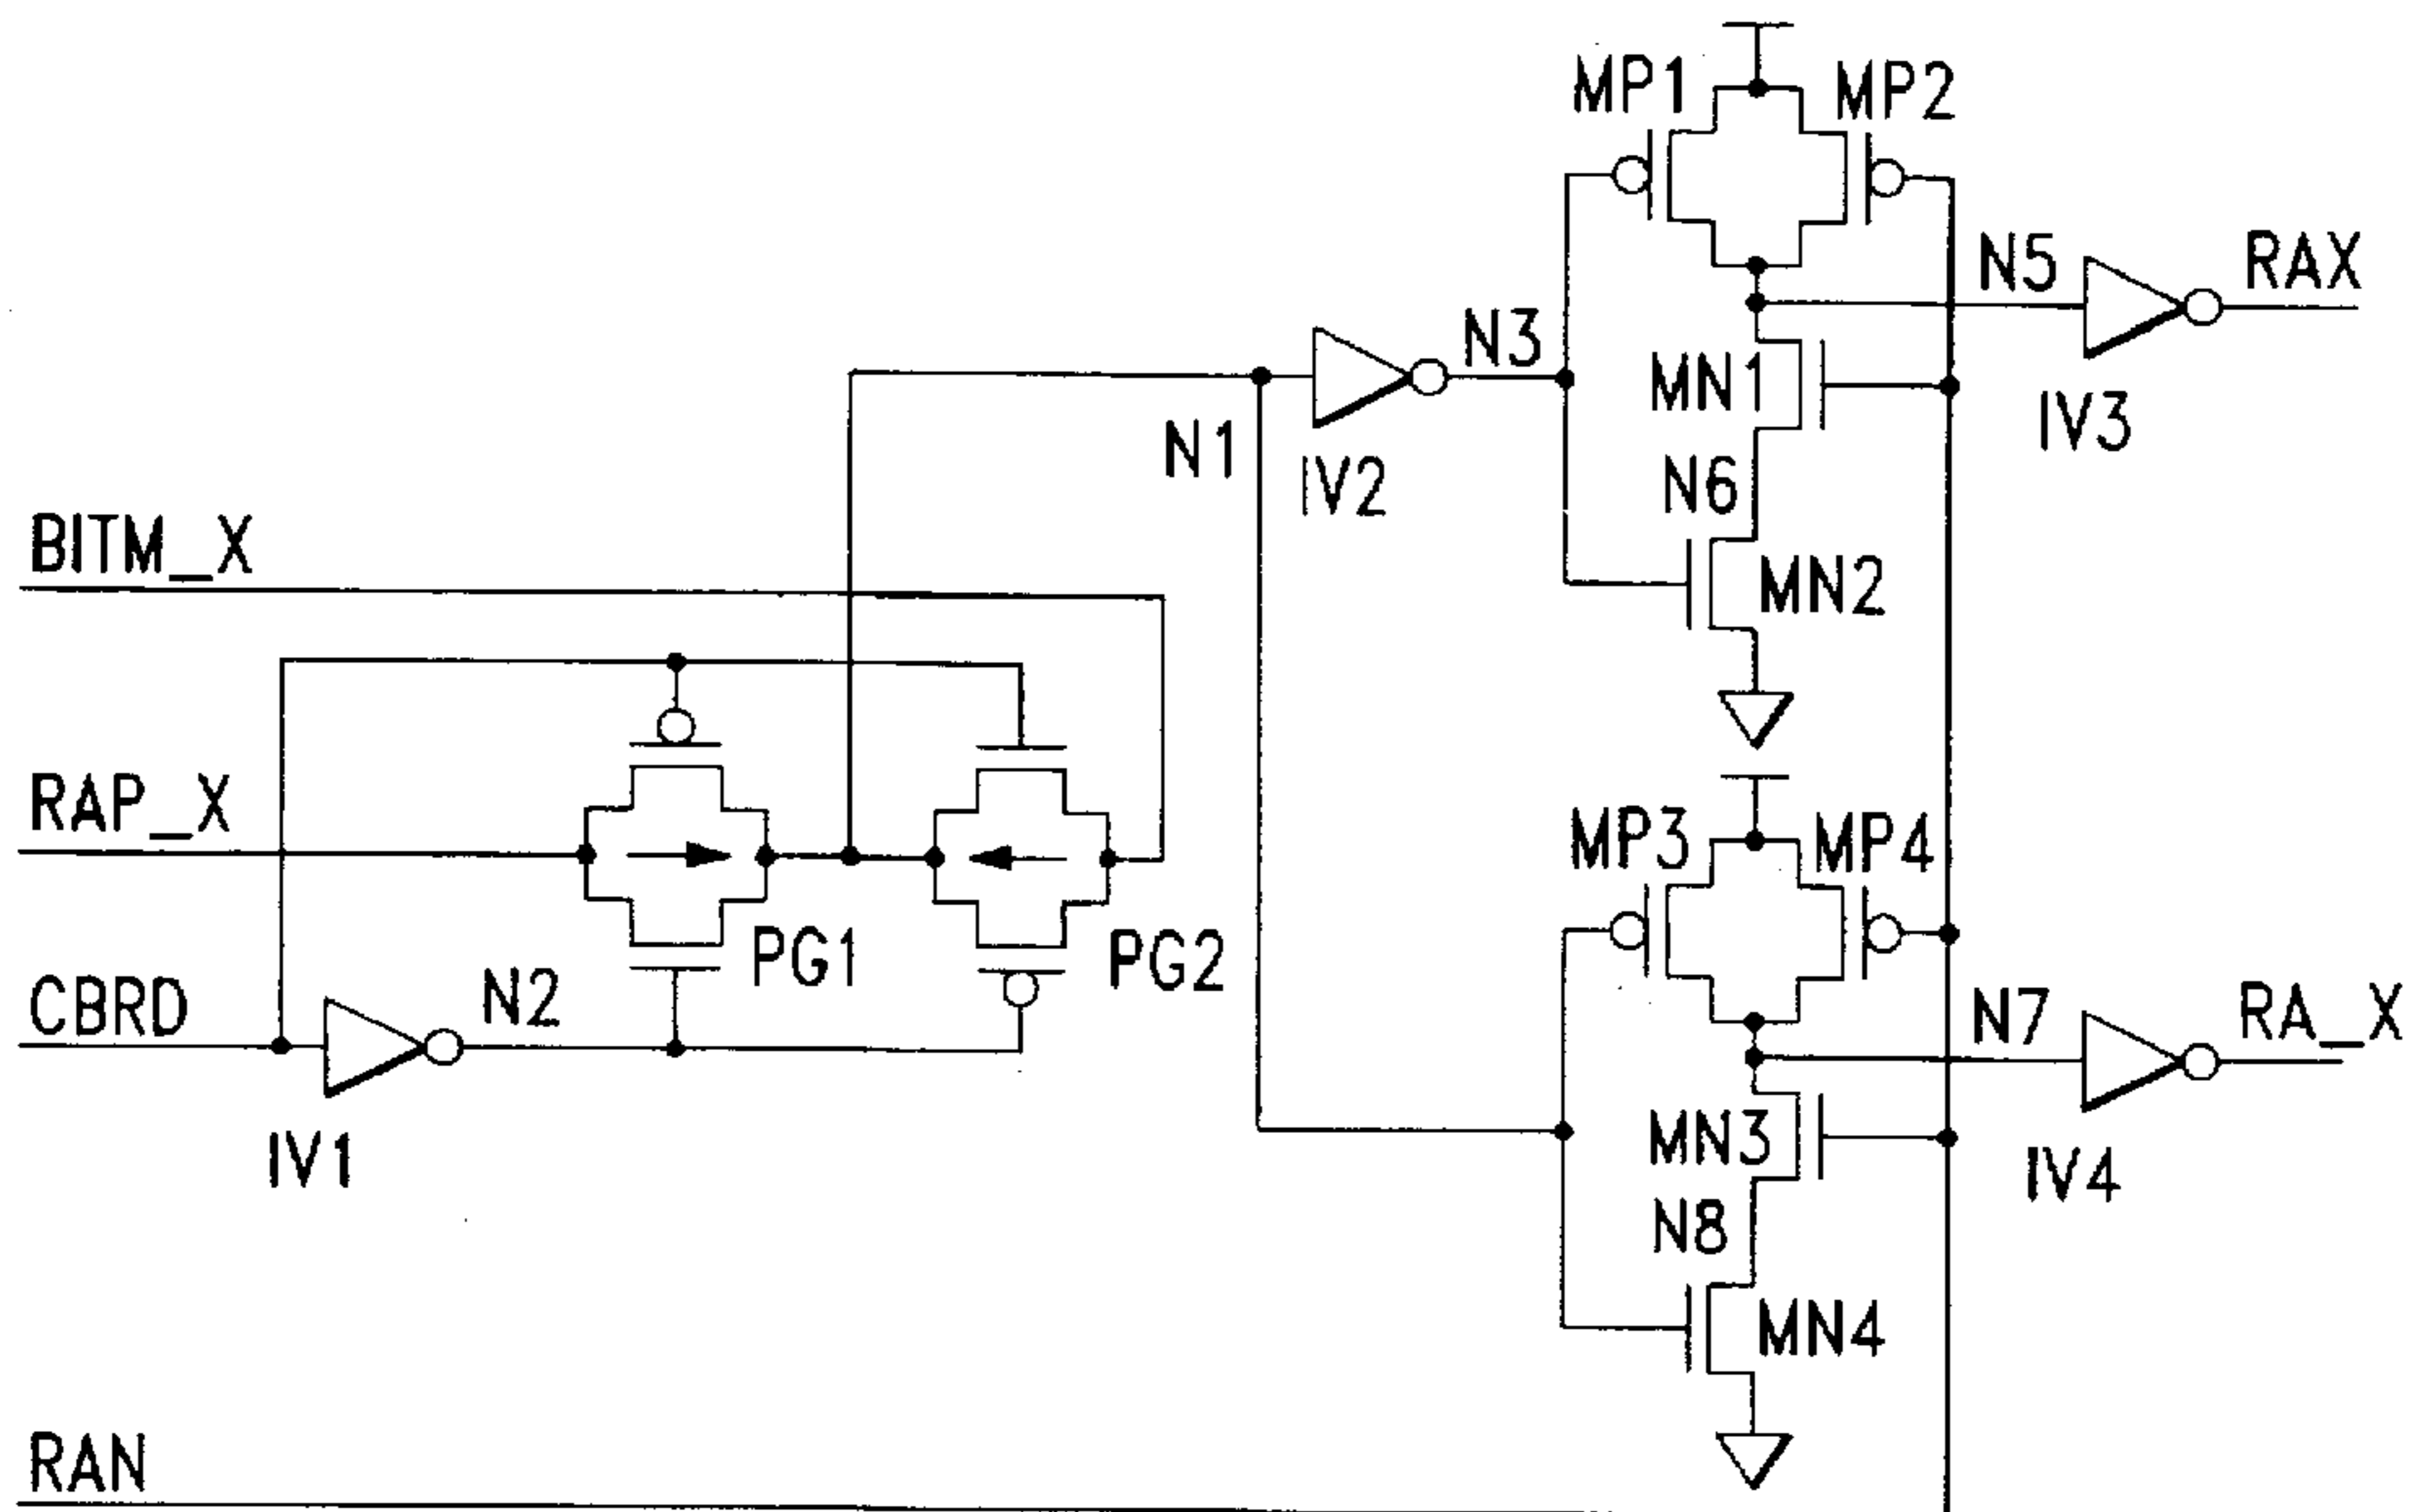 MP1
MP2
N5
RAX
N3
MN1
IV3
N1
IV2
N6
BITM_X
MN2
RAP_X
MP3
MP4
PG1
PG2
CBRD
N2
N7
RA_X
MN3
IV1
IV4
N8
MN4
RAN